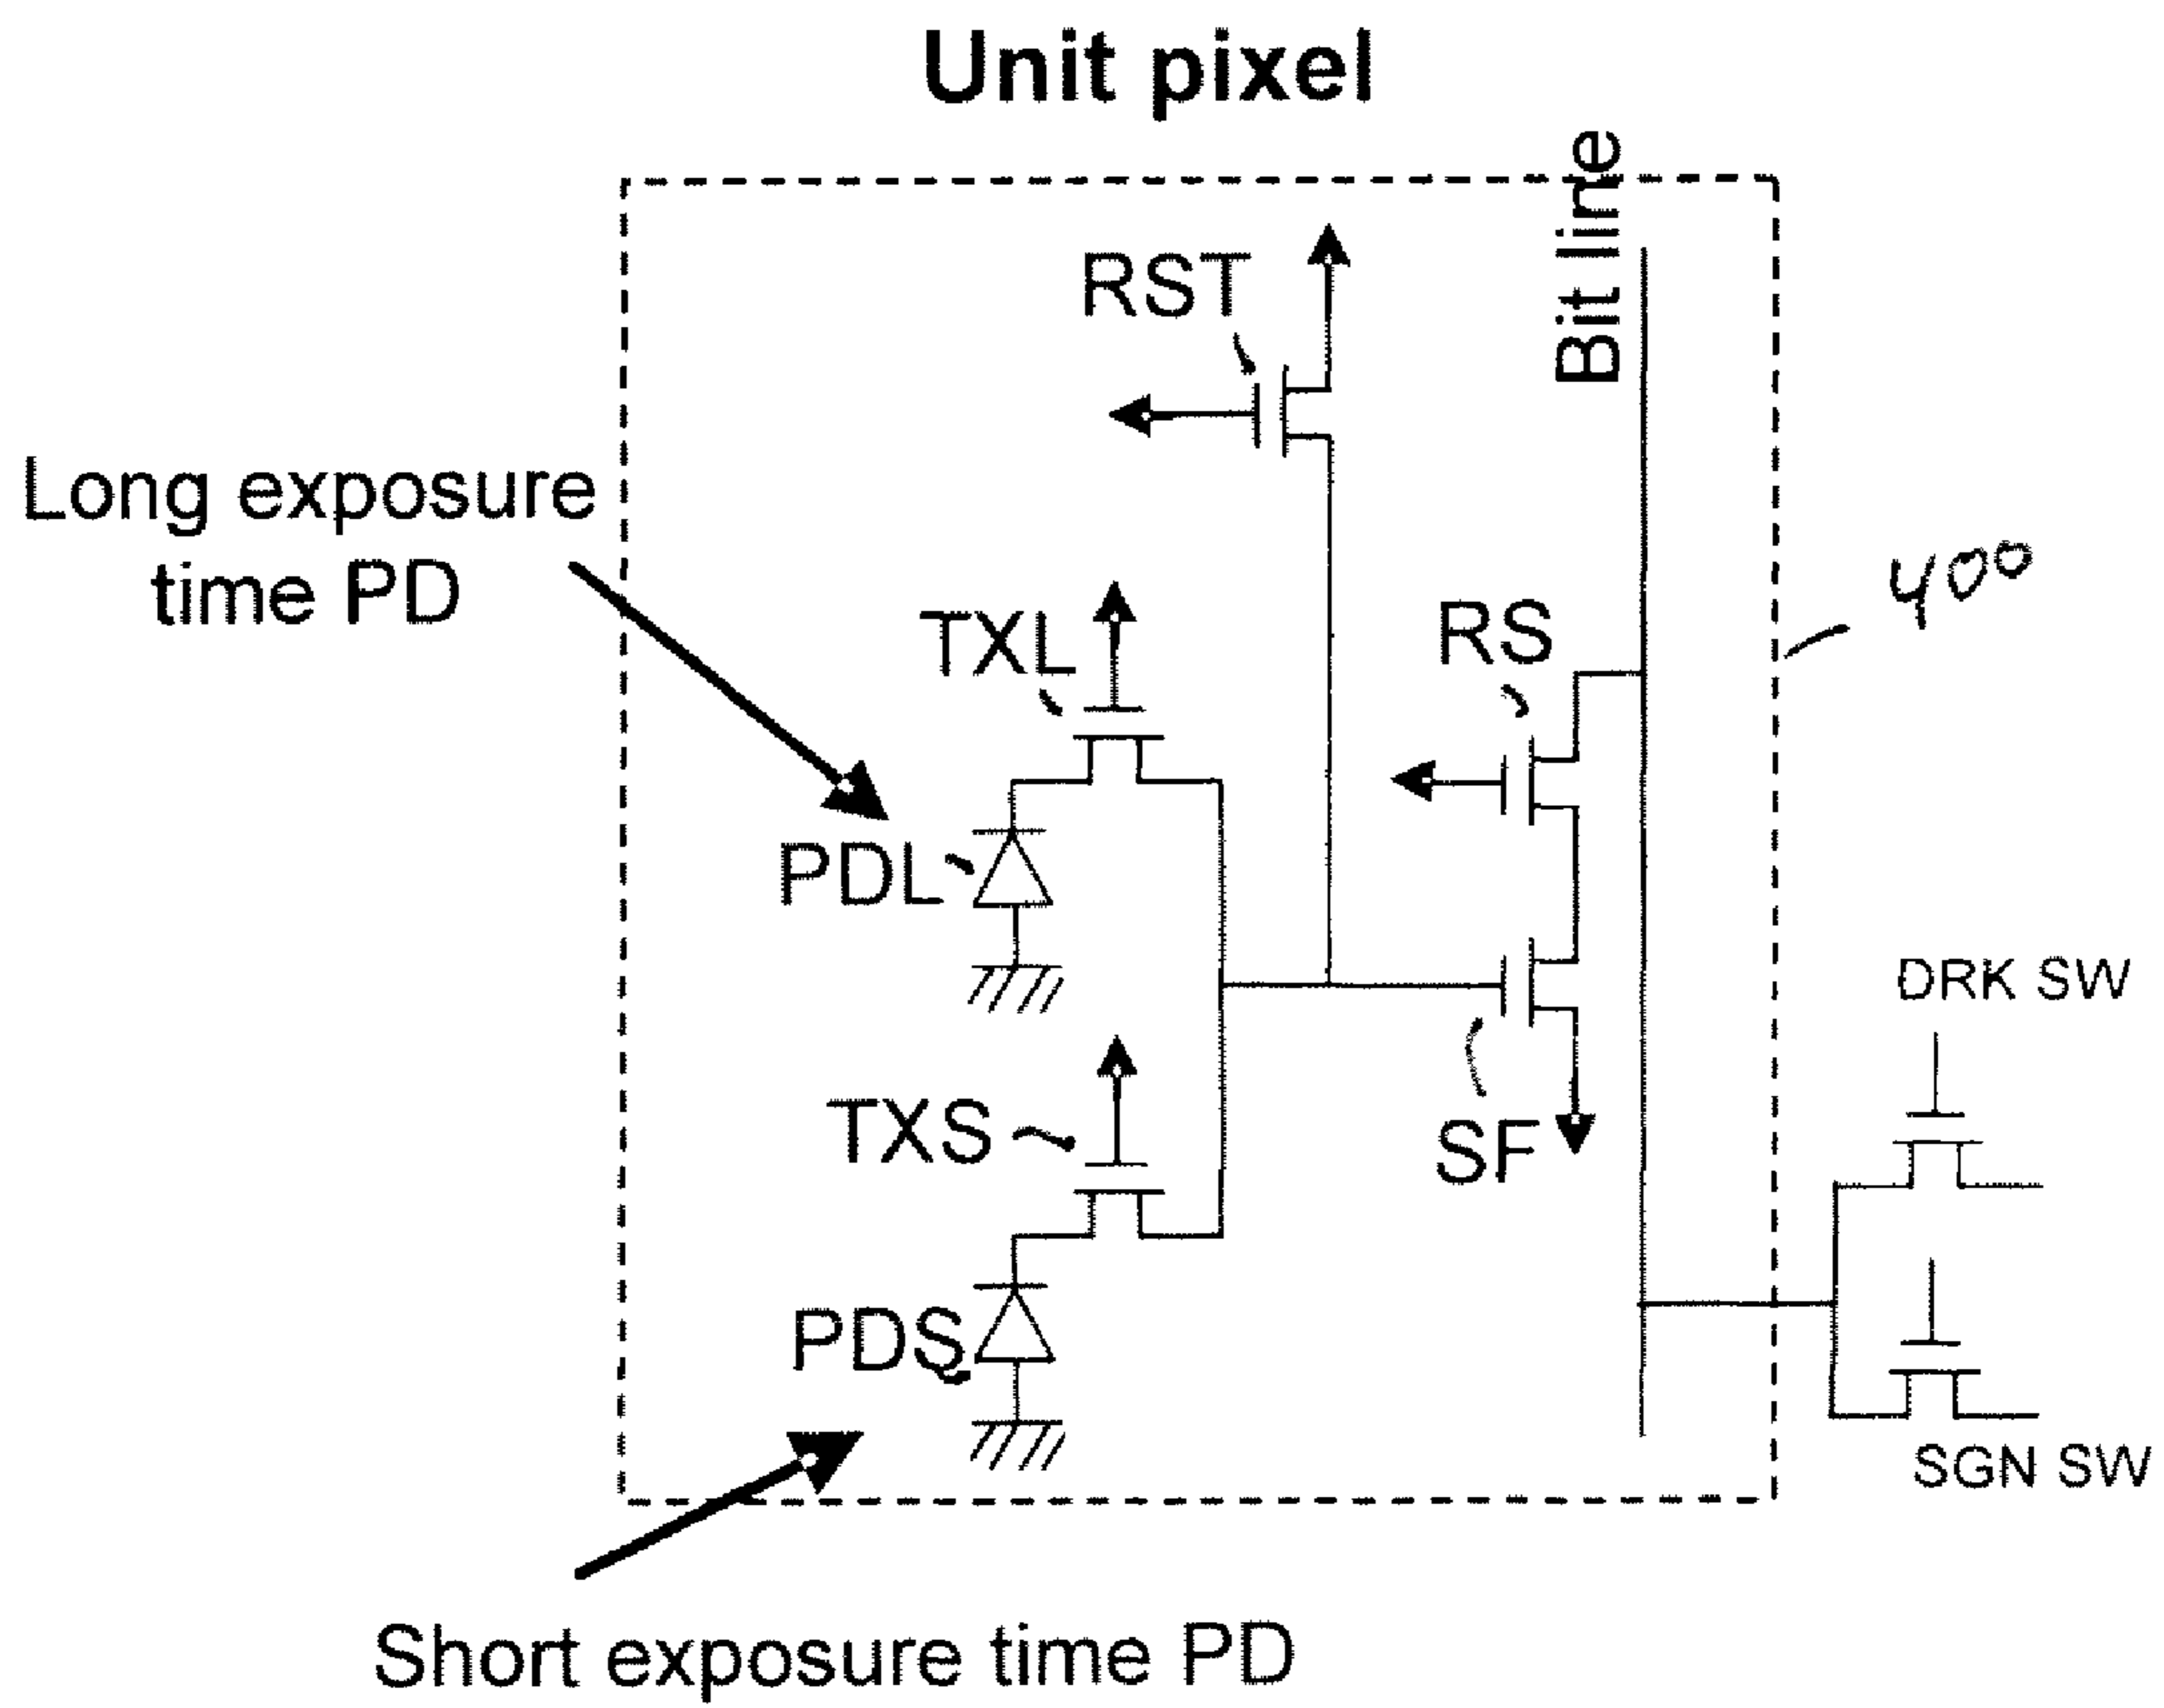 Unit pixel
Bit line
RST
Long exposure
time PD
400
TXL
RS
PDL
DRK SW
TXS
SF
PDS
SGN SW
Short exposure time PD